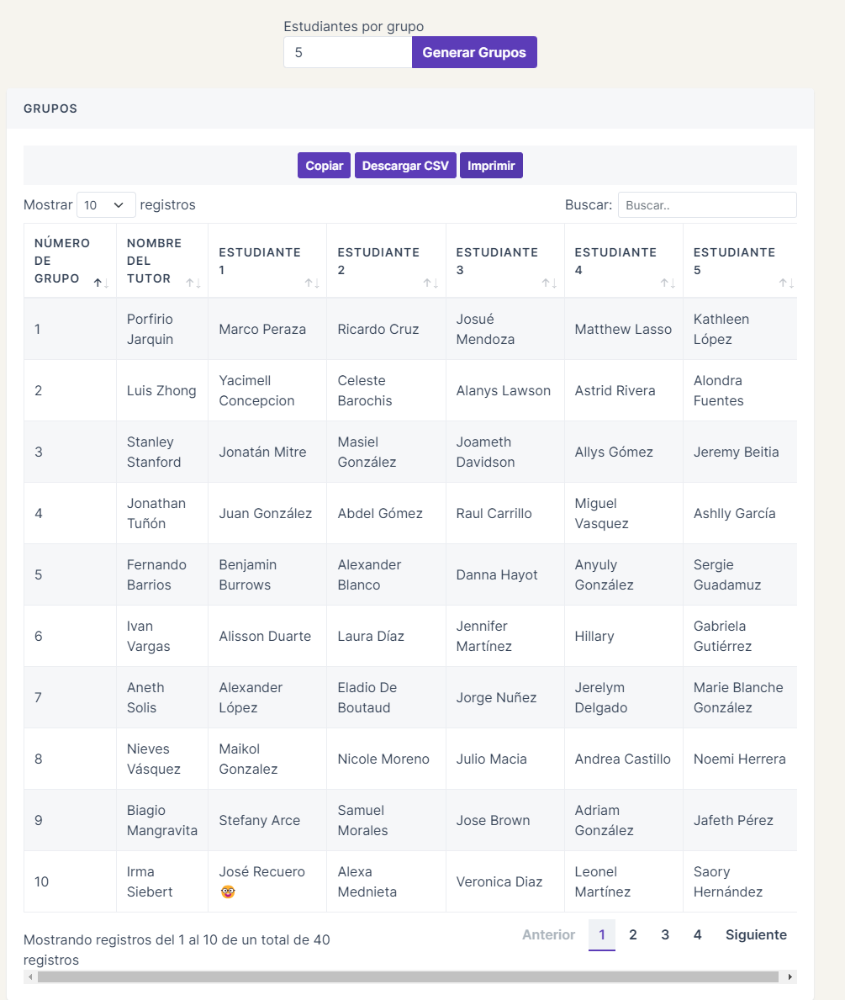 Estudiantes por grupo
5
Generar Grupos
GRUPOS
Copiar
Descargar CSV
Imprimir
Mostrar 10 registros
Buscar: Buscar..
NÚMERO DE GRUPO
NOMBRE DEL TUTOR
ESTUDIANTE 1
ESTUDIANTE 2
ESTUDIANTE 3
ESTUDIANTE 4
ESTUDIANTE 5
1 Porfirio Jarquin Marco Peraza Ricardo Cruz Josué Mendoza Matthew Lasso Kathleen López
2 Luis Zhong Yacimell Concepcion Celeste Barochis Alanys Lawson Astrid Rivera Alondra Fuentes
3 Stanley Stanford Jonatán Mitre Masiel González Joameth Davidson Allys Gómez Jeremy Beitia
4 Jonathan Tuñón Juan González Abdel Gómez Raul Carrillo Miguel Vasquez Ashlly García
5 Fernando Barrios Benjamin Burrows Alexander Blanco Danna Hayot Anyuly González Sergie Guadamuz
6 Ivan Vargas Alisson Duarte Laura Díaz Jennifer Martínez Hillary Gabriela Gutiérrez
7 Aneth Solis Alexander López Eladio De Boutaud Jorge Nuñez Jerelym Delgado Marie Blanche González
8 Nieves Vásquez Maikol Gonzalez Nicole Moreno Julio Macia Andrea Castillo Noemi Herrera
9 Biagio Mangravita Stefany Arce Samuel Morales Jose Brown Adriam González Jafeth Pérez
10 Irma Siebert José Recuero 🤓 Alexa Mednieta Veronica Diaz Leonel Martínez Saory Hernández
Mostrando registros del 1 al 10 de un total de 40
registros
Anterior 1 2 3 4 Siguiente